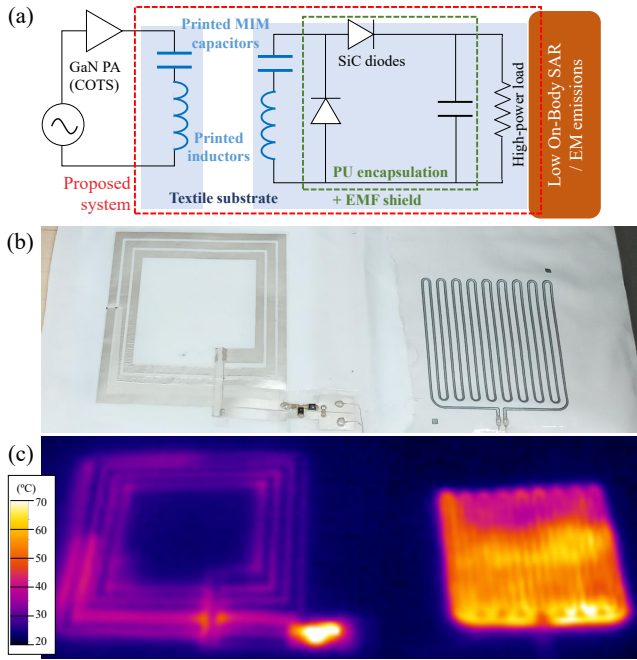 (a)
GaN PA
(COTS)
Printed MIM
capacitors
SiC diodes
High-power load
Low On-Body SAR
/ EM emissions
Printed
inductors
PU encapsulation
Proposed
system
Textile substrate
+ EMF shield
(b)
(c)
(ºC)
70
60
50
40
30
20